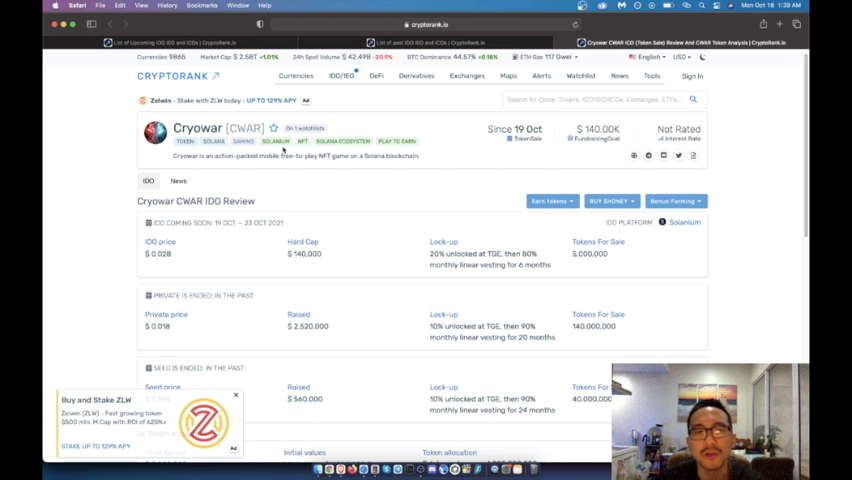 Safari File Edit View History Bookmarks Window Help
Mon Oct 18 1:39 AM
cryptorank.io
List of Upcoming IDO IEO and ICOs | CryptoRank.io
List of past IDO IEO and ICOs | CryptoRank.io
Cryowar CWAR ICO (Token Sale) Review And CWAR Token Analysis | CryptoRank.io
Currencies 9865 Market Cap $ 2.58T +1.01% 24h Spot Volume $ 42.49B -20.9% BTC Dominance 44.57% +0.18% ETH Gas 117 Gwei
English USD
CRYPTORANK
Currencies IDO/IEO DeFi Derivatives Exchanges Maps Alerts Watchlist News Tools Sign In
Zelwin - Stake with ZLW today - UP TO 129% APY Ad
Search for Coins, Tokens, IDO/IEO/ICOs, Exchanges, ETFs...
Cryowar [CWAR] On 1 watchlists
TOKEN: SOLANA GAMING SOLANIUM NFT SOLANA ECOSYSTEM PLAY TO EARN
Cryowar is an action-packed mobile free-to-play NFT game on a Solana blockchain.
Since 19 Oct $ 140.00K Not Rated
TokenSale FundraisingGoal Interest Rate
IDO News
Cryowar CWAR IDO Review
Earn tokens BUY $HONEY Bonus Farming
IDO COMING SOON: 19 OCT — 23 OCT 2021
IDO PLATFORM Solanium
IDO price Hard Cap Lock-up Tokens For Sale
$ 0.028 $ 140,000 20% unlocked at TGE, then 80% 5,000,000
monthly linear vesting for 6 months
PRIVATE IS ENDED: IN THE PAST
Private price Raised Lock-up Tokens For Sale
$ 0.018 $ 2,520,000 10% unlocked at TGE, then 90% 140,000,000
monthly linear vesting for 20 months
SEED IS ENDED: IN THE PAST
Seed price Raised Lock-up
$ 560,000 10% unlocked at TGE, then 90% 40,000,000
monthly linear vesting for 24 months
Initial values Token allocation
Buy and Stake ZLW
Zelwin (ZLW) - Fast growing token
$500 mln. M.Cap with ROI of 625%+
STAKE UP TO 129% APY
Ad